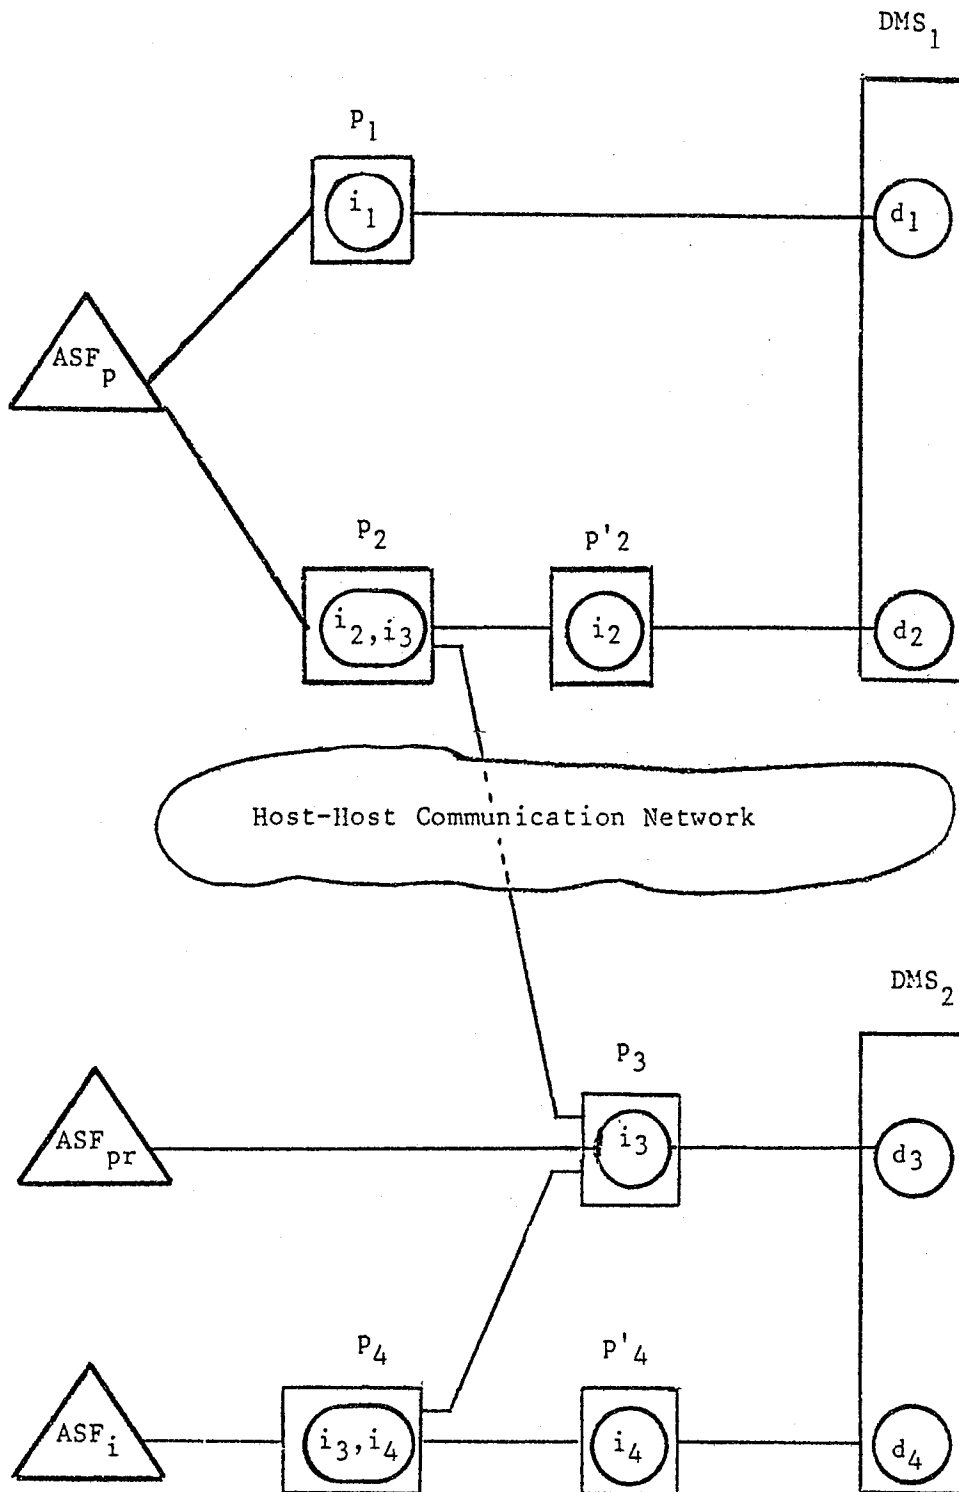 DMS₁
P₁
i₁
d₁
ASFₚ
P₂
P'₂
i₂,i₃
i₂
d₂
Host-Host Communication Network
DMS₂
P₃
ASFₚᵣ
i₃
d₃
P₄
P'₄
ASFᵢ
i₃,i₄
i₄
d₄